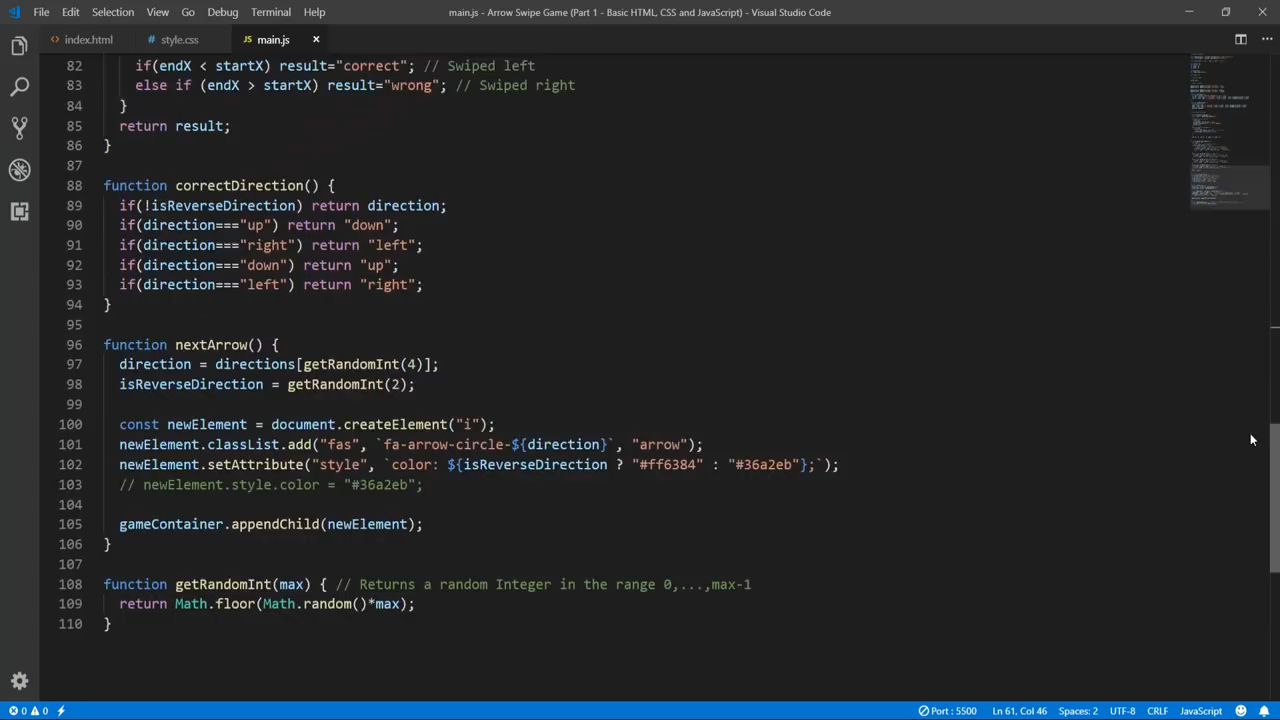 File Edit Selection View Go Debug Terminal Help
main.js - Arrow Swipe Game (Part 1 - Basic HTML, CSS and JavaScript) - Visual Studio Code
index.html
style.css
JS main.js
82 if(endX < startX) result="correct"; // Swiped left
83 else if (endX > startX) result="wrong"; // Swiped right
84 }
85 return result;
86 }
87
88 function correctDirection() {
89 if(!isReverseDirection) return direction;
90 if(direction==="up") return "down";
91 if(direction==="right") return "left";
92 if(direction==="down") return "up";
93 if(direction==="left") return "right";
94 }
95
96 function nextArrow() {
97 direction = directions[getRandomInt(4)];
98 isReverseDirection = getRandomInt(2);
99
100 const newElement = document.createElement("i");
101 newElement.classList.add("fas", `fa-arrow-circle-${direction}`, "arrow");
102 newElement.setAttribute("style", `color: ${isReverseDirection ? "#ff6384" : "#36a2eb"};`);
103 // newElement.style.color = "#36a2eb";
104
105 gameContainer.appendChild(newElement);
106 }
107
108 function getRandomInt(max) { // Returns a random Integer in the range 0,...,max-1
109 return Math.floor(Math.random()*max);
110 }
0 0 Port : 5500 Ln 61, Col 46 Spaces: 2 UTF-8 CRLF JavaScript